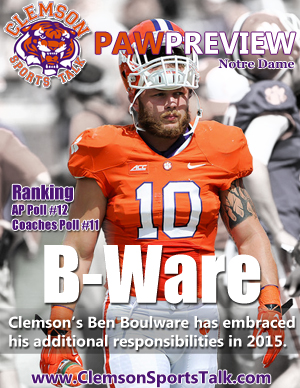 CLEMSON
SPORTS TALK
PAWPREVIEW
Notre Dame
Ranking
AP Poll #12
Coaches Poll #11
ACC
10
B-Ware
Clemson's Ben Boulware has embraced
his additional responsibilities in 2015.
www.ClemsonSportsTalk.com